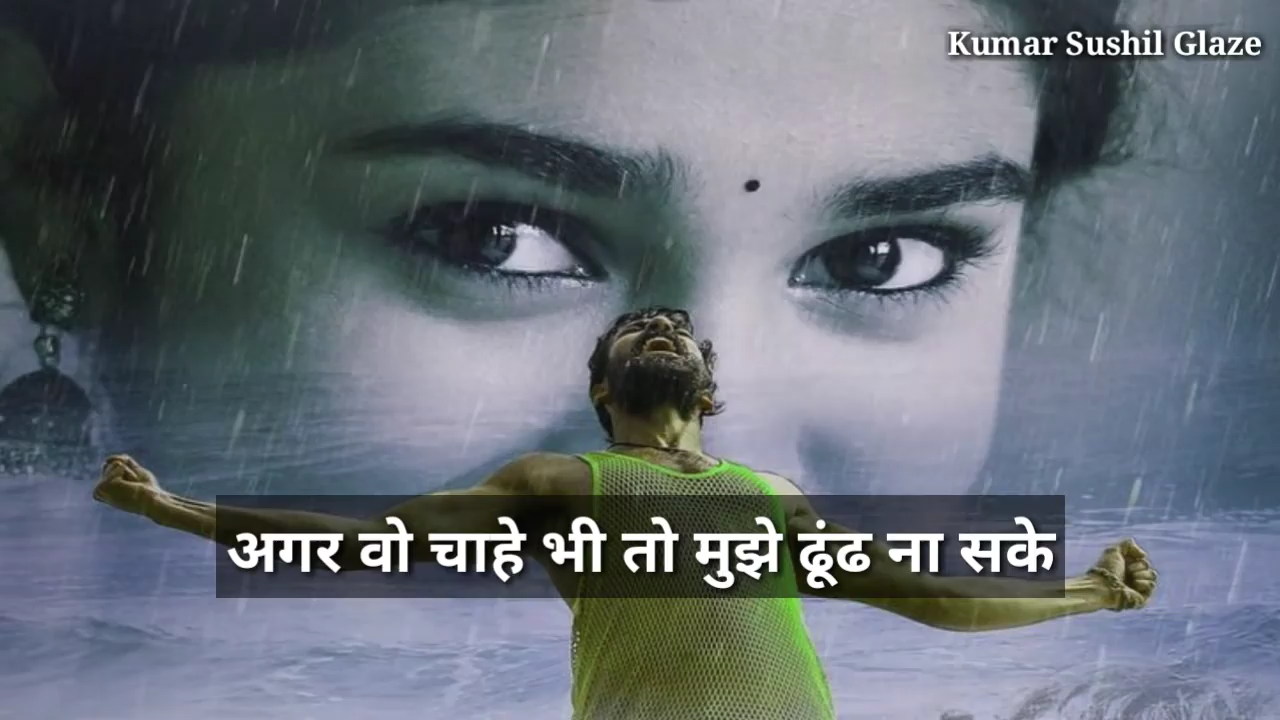 Kumar Sushil Glaze
अगर वो चाहे भी तो मुझे ढूंढ ना सके